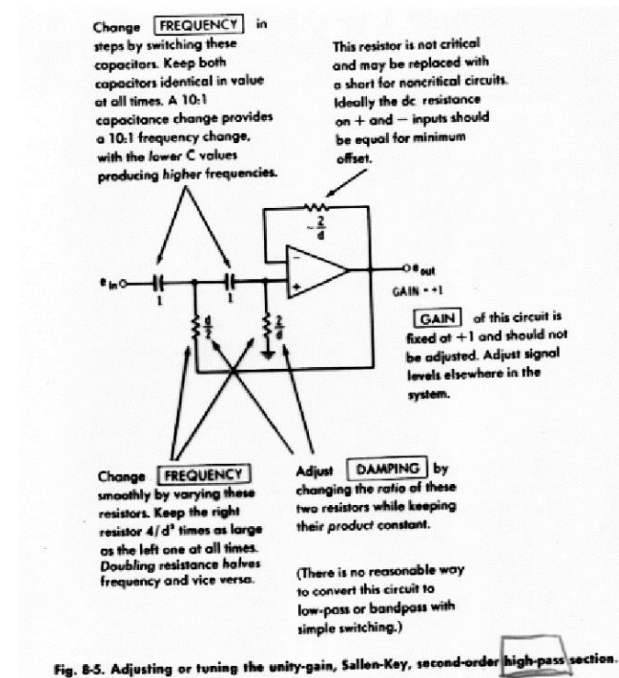 Change FREQUENCY in
steps by switching these
capacitors. Keep both
capacitors identical in value
at all times. A 10:1
capacitance change provides
a 10:1 frequency change,
with the lower C values
producing higher frequencies.
This resistor is not critical
and may be replaced with
a short for noncritical circuits.
Ideally the dc resistance
on + and — inputs should
be equal for minimum
offset.
2
d
−
+
e in
1
1
d
2
2
d
e out
GAIN = +1
GAIN of this circuit is
fixed at +1 and should not
be adjusted. Adjust signal
levels elsewhere in the
system.
Change FREQUENCY
smoothly by varying these
resistors. Keep the right
resistor 4/d² times as large
as the left one at all times.
Doubling resistance halves
frequency and vice versa.
Adjust DAMPING by
changing the ratio of these
two resistors while keeping
their product constant.
(There is no reasonable way
to convert this circuit to
low-pass or bandpass with
simple switching.)
Fig. 8-5. Adjusting or tuning the unity-gain, Sallen-Key, second-order high-pass section.